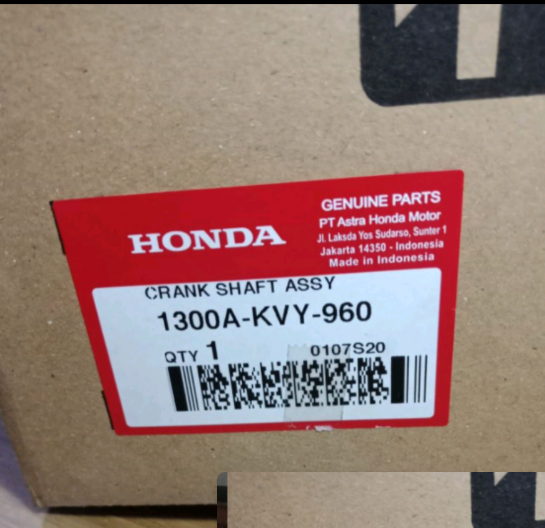 HONDA
GENUINE PARTS
PT Astra Honda Motor
Jl. Laksda Yos Sudarso, Sunter 1
Jakarta 14350 - Indonesia
Made in Indonesia
CRANK SHAFT ASSY
1300A-KVY-960
QTY 1
0107S20